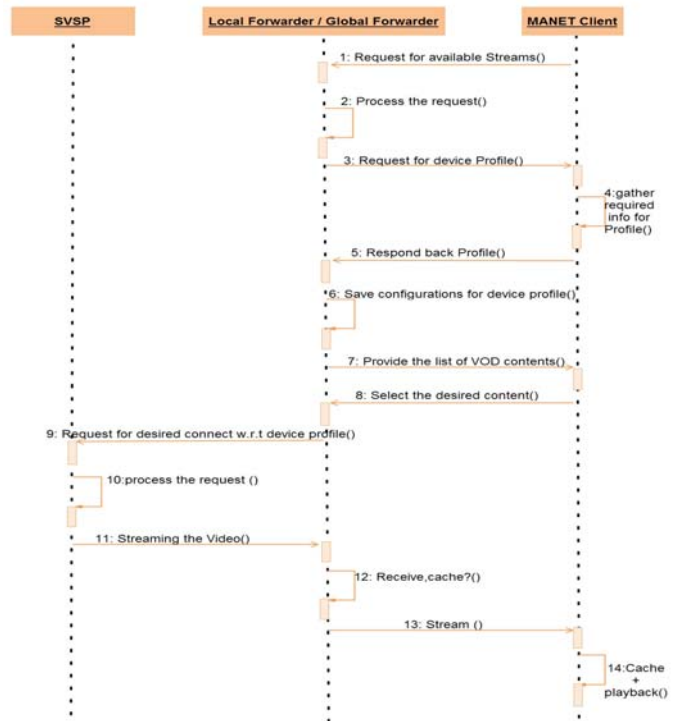 SVSP
Local Forwarder / Global Forwarder
MANET Client
1: Request for available Streams()
2: Process the request()
3: Request for device Profile()
4:gather
required
info for
Profile()
5: Respond back Profile()
6: Save configurations for device profile()
7: Provide the list of VOD contents()
8: Select the desired content()
9: Request for desired connect w.r.t device profile()
10:process the request ()
11: Streaming the Video()
12: Receive,cache?()
13: Stream ()
14:Cache
+
playback()